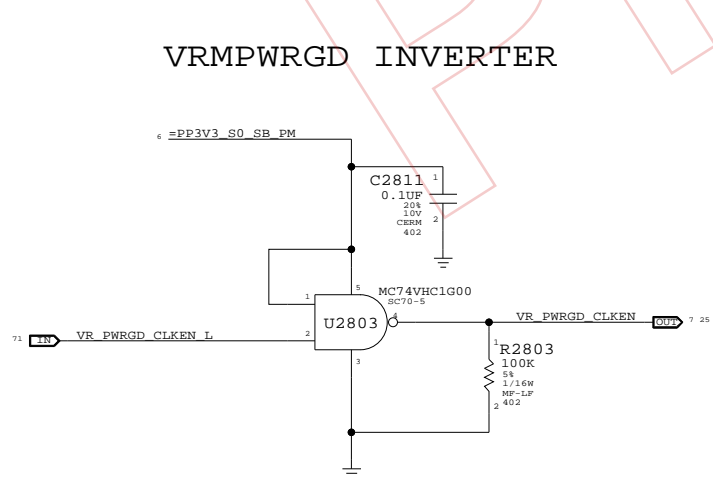 VRMPWRGD INVERTER
6 =PP3V3_S0_SB_PM
C2811
0.1UF
20%
10V
CERM
402
1
2
5
MC74VHC1G00
SC70-5
1
U2803
4
2
3
71 IN VR_PWRGD_CLKEN_L
VR_PWRGD_CLKEN OUT 7 25
1
R2803
100K
5%
1/16W
MF-LF
402
2